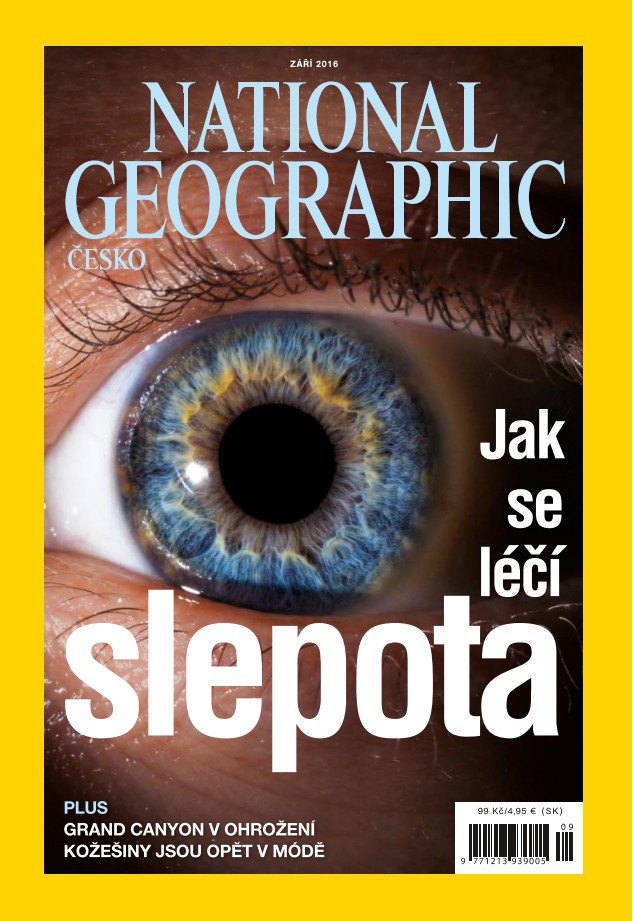 ZÁŘÍ 2016
NATIONAL
GEOGRAPHIC
ČESKO
Jak
se
léčí
slepota
PLUS
GRAND CANYON V OHROŽENÍ
KOŽEŠINY JSOU OPĚT V MÓDĚ
99 Kč/4,95 € (SK)
09
9 771213 939005